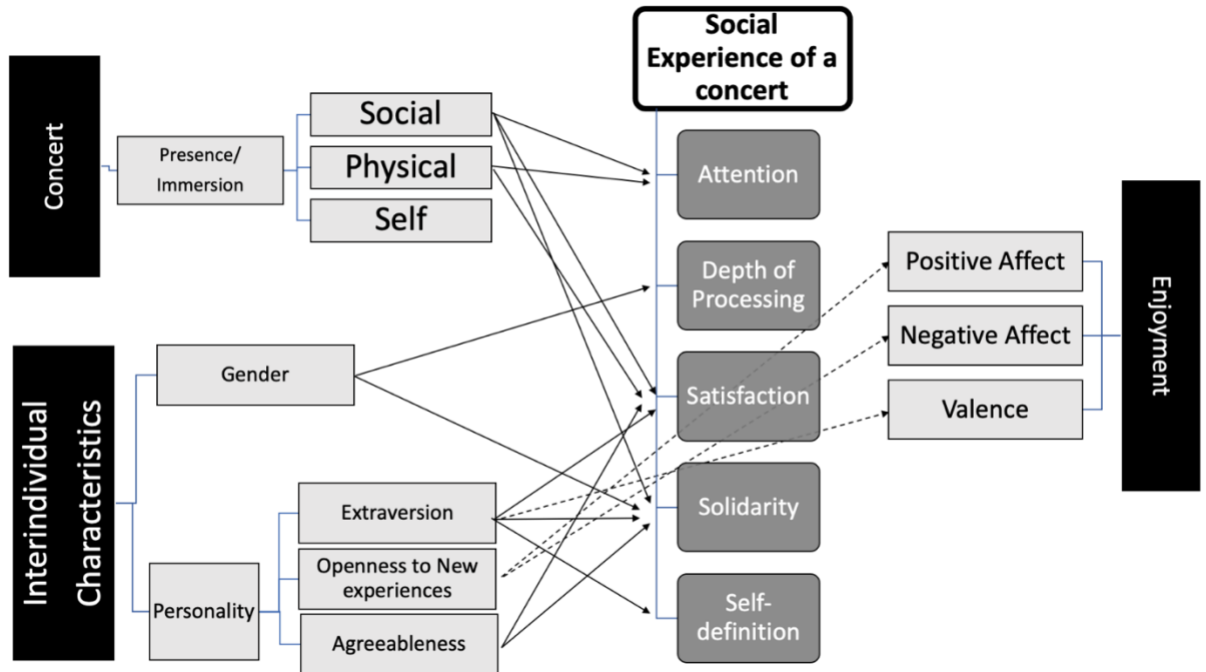 Social
Experience of a
concert
Concert
Presence/
Immersion
Social
Physical
Self
Attention
Depth of
Processing
Satisfaction
Solidarity
Self-
definition
Interindividual
Characteristics
Gender
Personality
Extraversion
Openness to New
experiences
Agreeableness
Positive Affect
Negative Affect
Valence
Enjoyment